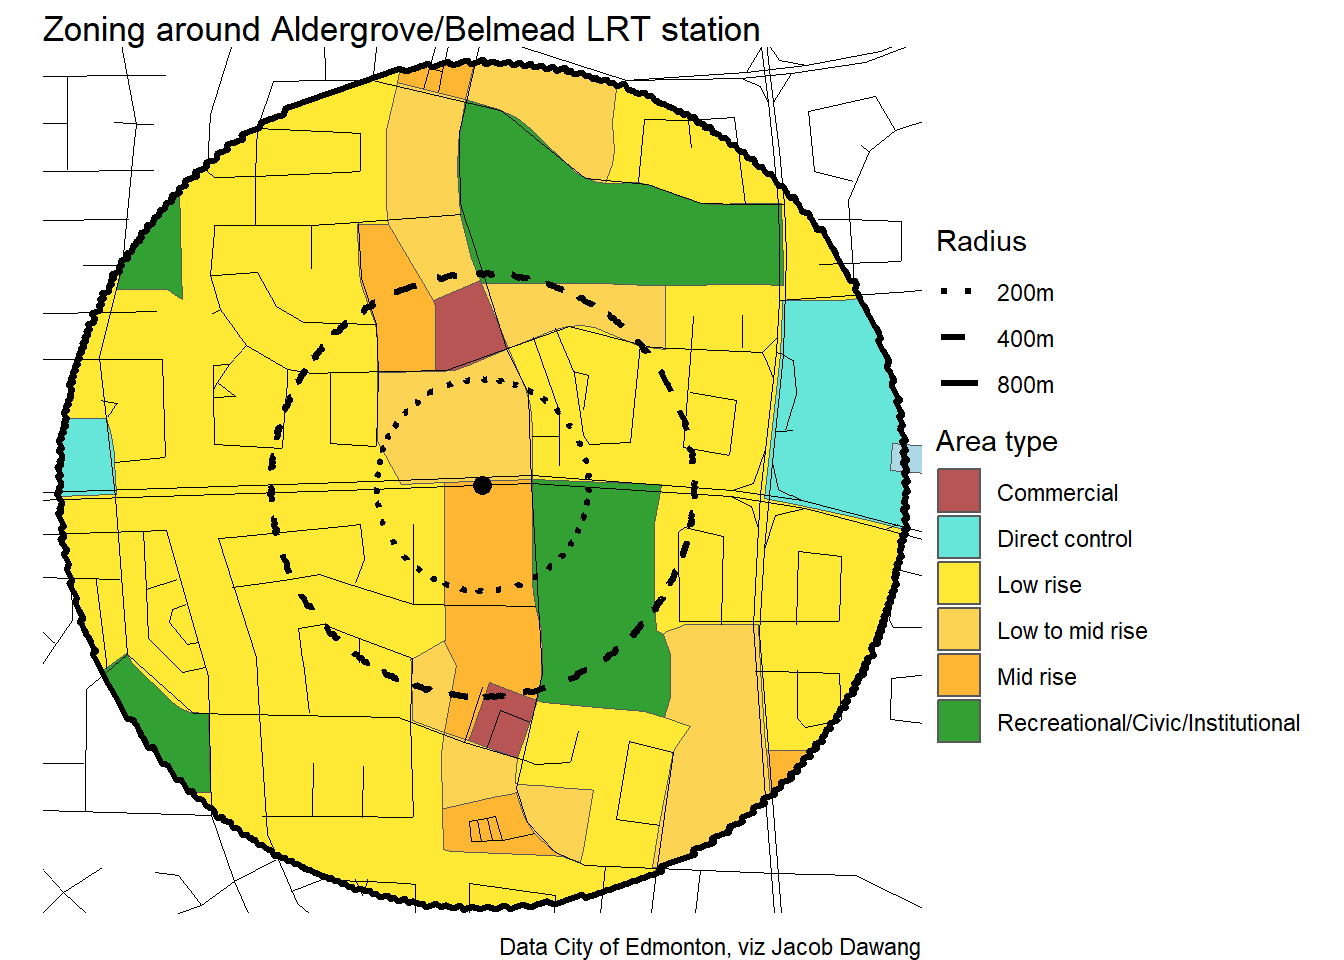 Zoning around Aldergrove/Belmead LRT station
Radius
200m
400m
800m
Area type
Commercial
Direct control
Low rise
Low to mid rise
Mid rise
Recreational/Civic/Institutional
Data City of Edmonton, viz Jacob Dawang